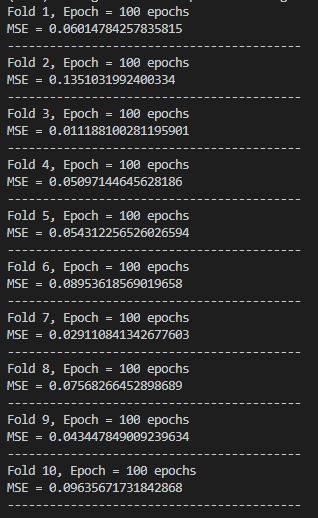 Fold 1, Epoch = 100 epochs
MSE = 0.06014784257835815
------------------------------------------
Fold 2, Epoch = 100 epochs
MSE = 0.1351031992400334
------------------------------------------
Fold 3, Epoch = 100 epochs
MSE = 0.011188100281195901
------------------------------------------
Fold 4, Epoch = 100 epochs
MSE = 0.05097144645628186
------------------------------------------
Fold 5, Epoch = 100 epochs
MSE = 0.054312256526026594
------------------------------------------
Fold 6, Epoch = 100 epochs
MSE = 0.08953618569019658
------------------------------------------
Fold 7, Epoch = 100 epochs
MSE = 0.029110841342677603
------------------------------------------
Fold 8, Epoch = 100 epochs
MSE = 0.07568266452898689
------------------------------------------
Fold 9, Epoch = 100 epochs
MSE = 0.043447849009239634
------------------------------------------
Fold 10, Epoch = 100 epochs
MSE = 0.09635671731842868
------------------------------------------